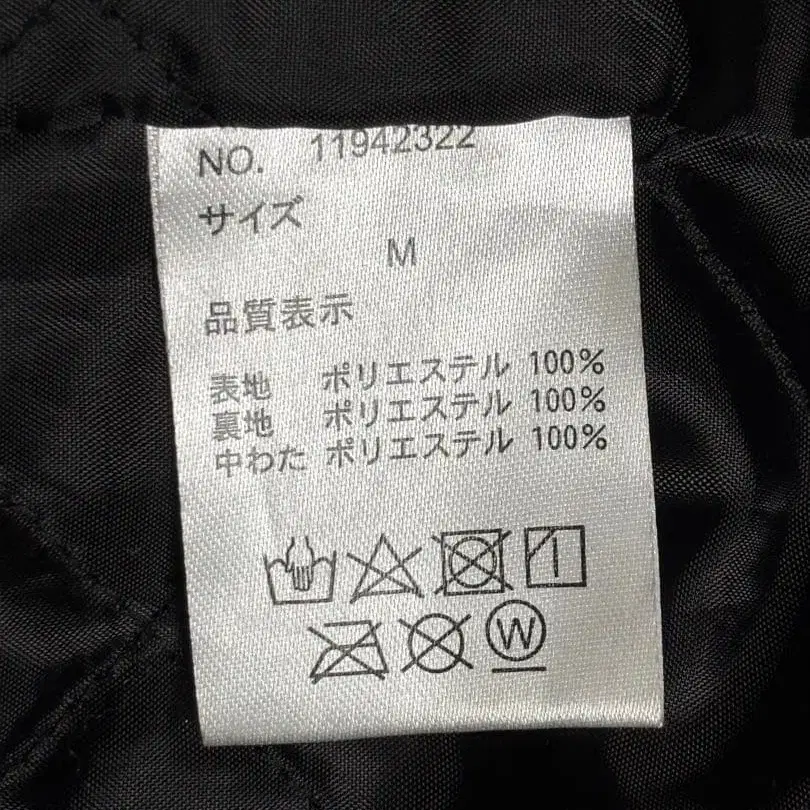 NO. 11942322
サイズ
M
品質表示
表地 ポリエステル 100%
裏地 ポリエステル 100%
中わた ポリエステル 100%
W